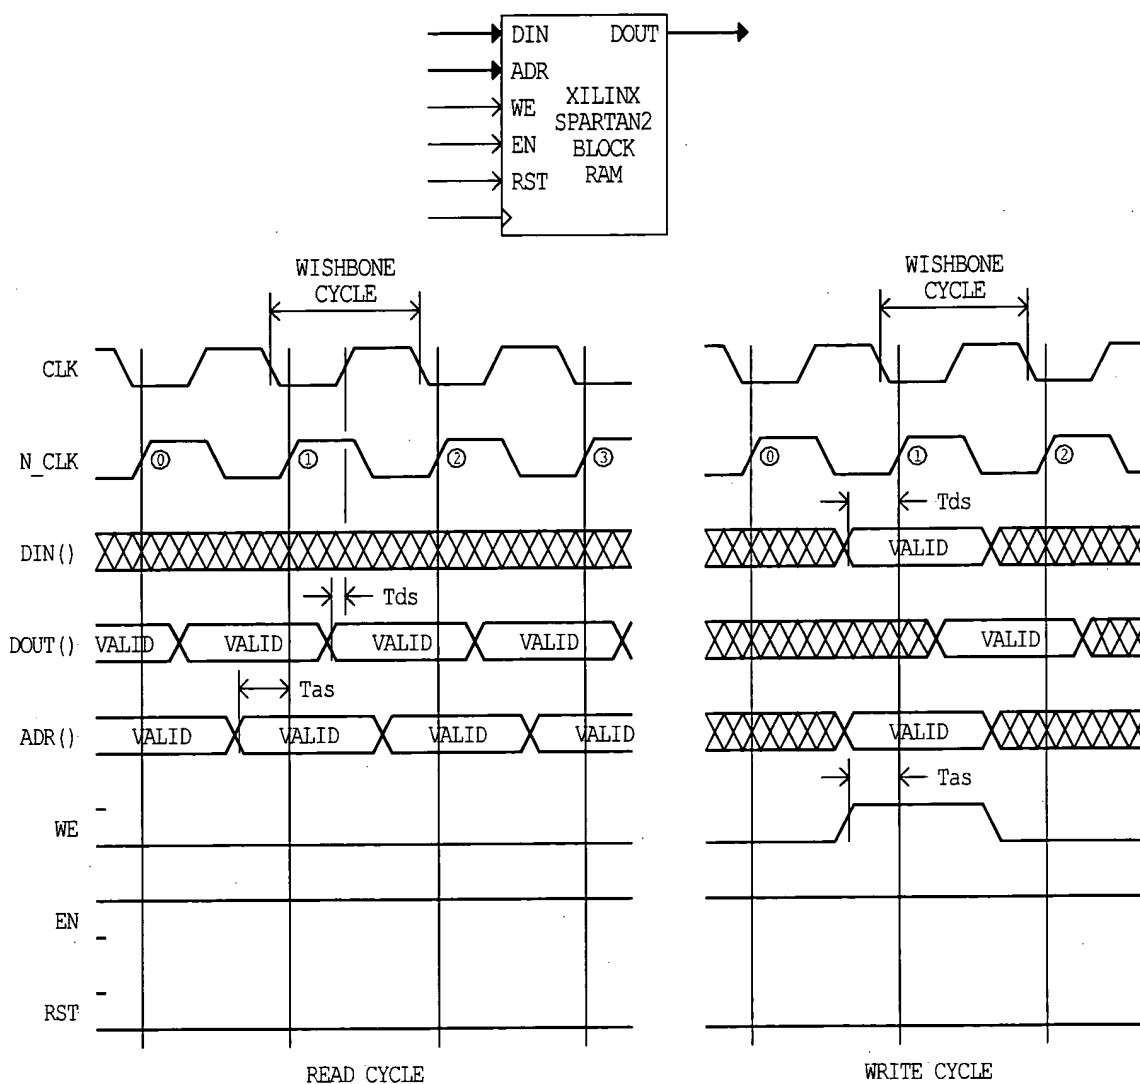 DIN DOUT
ADR
WE
EN
RST
XILINX
SPARTAN2
BLOCK
RAM
WISHBONE
CYCLE
WISHBONE
CYCLE
CLK
N_CLK
0 1 2 3
0 1 2
Tds
DIN()
VALID
Tds
DOUT()
VALID VALID VALID VALID
VALID
Tas
ADR()
VALID VALID VALID VALID
VALID
Tas
WE
EN
RST
READ CYCLE
WRITE CYCLE